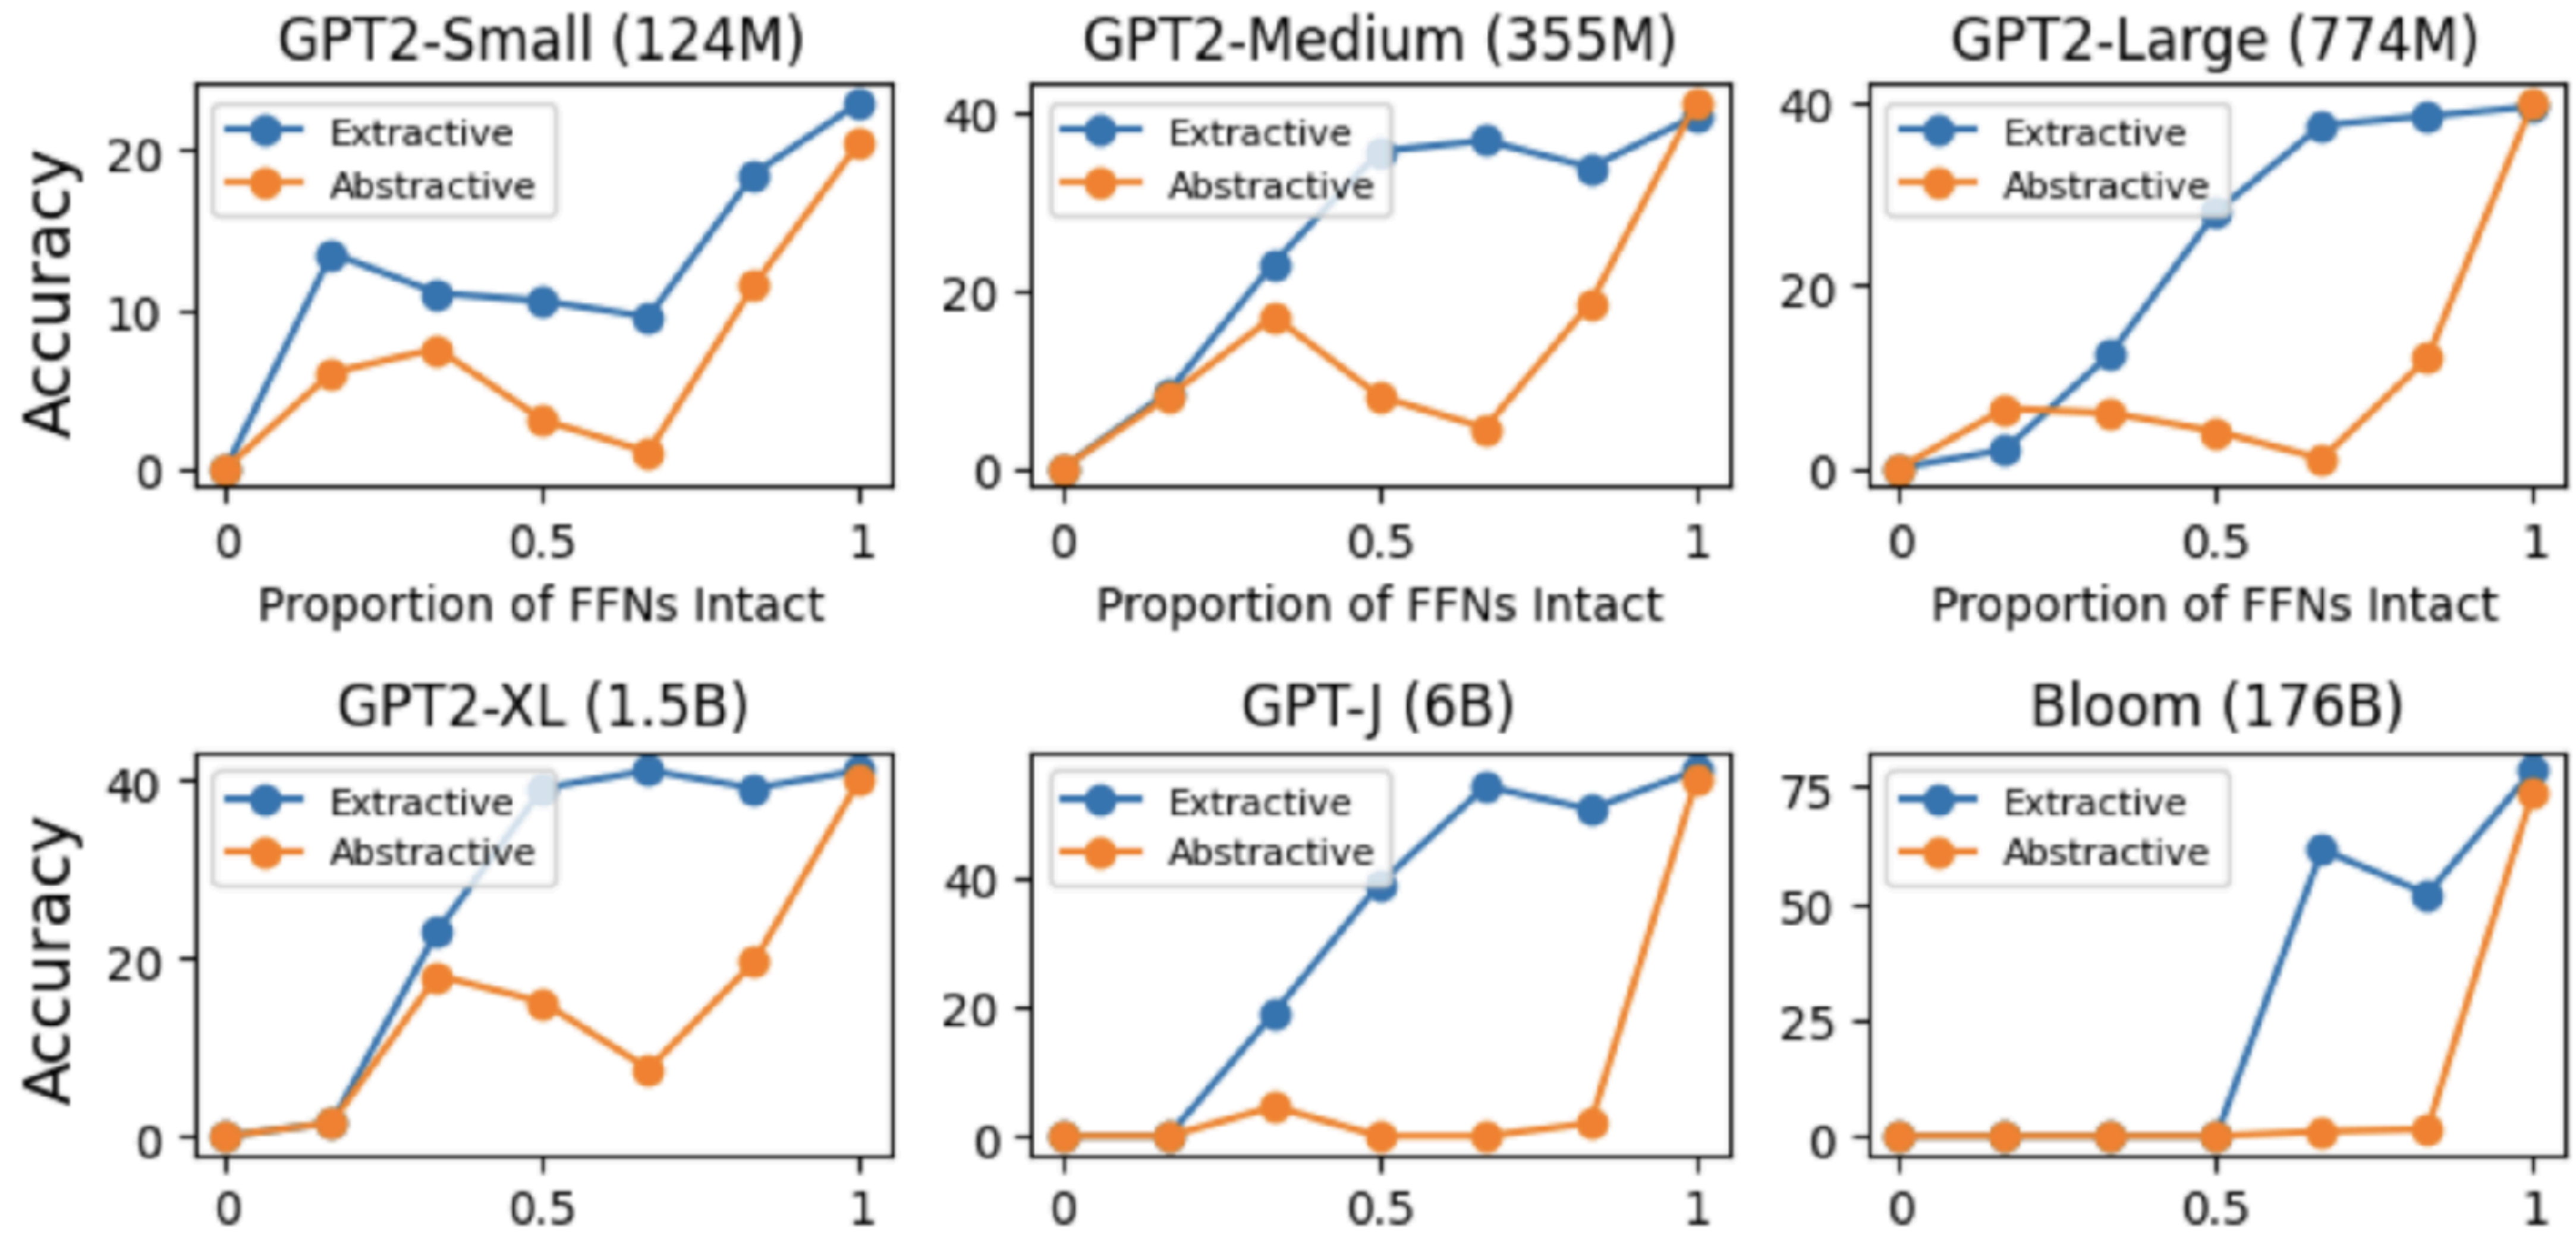 GPT2-Small (124M)
GPT2-Medium (355M)
GPT2-Large (774M)
Accuracy
20
10
0
Extractive
Abstractive
0 0.5 1
Proportion of FFNs Intact
40
20
0
Extractive
Abstractive
0 0.5 1
Proportion of FFNs Intact
40
20
0
Extractive
Abstractive
0 0.5 1
Proportion of FFNs Intact
GPT2-XL (1.5B)
GPT-J (6B)
Bloom (176B)
Accuracy
40
20
0
Extractive
Abstractive
0 0.5 1
40
20
0
Extractive
Abstractive
0 0.5 1
75
50
25
0
Extractive
Abstractive
0 0.5 1